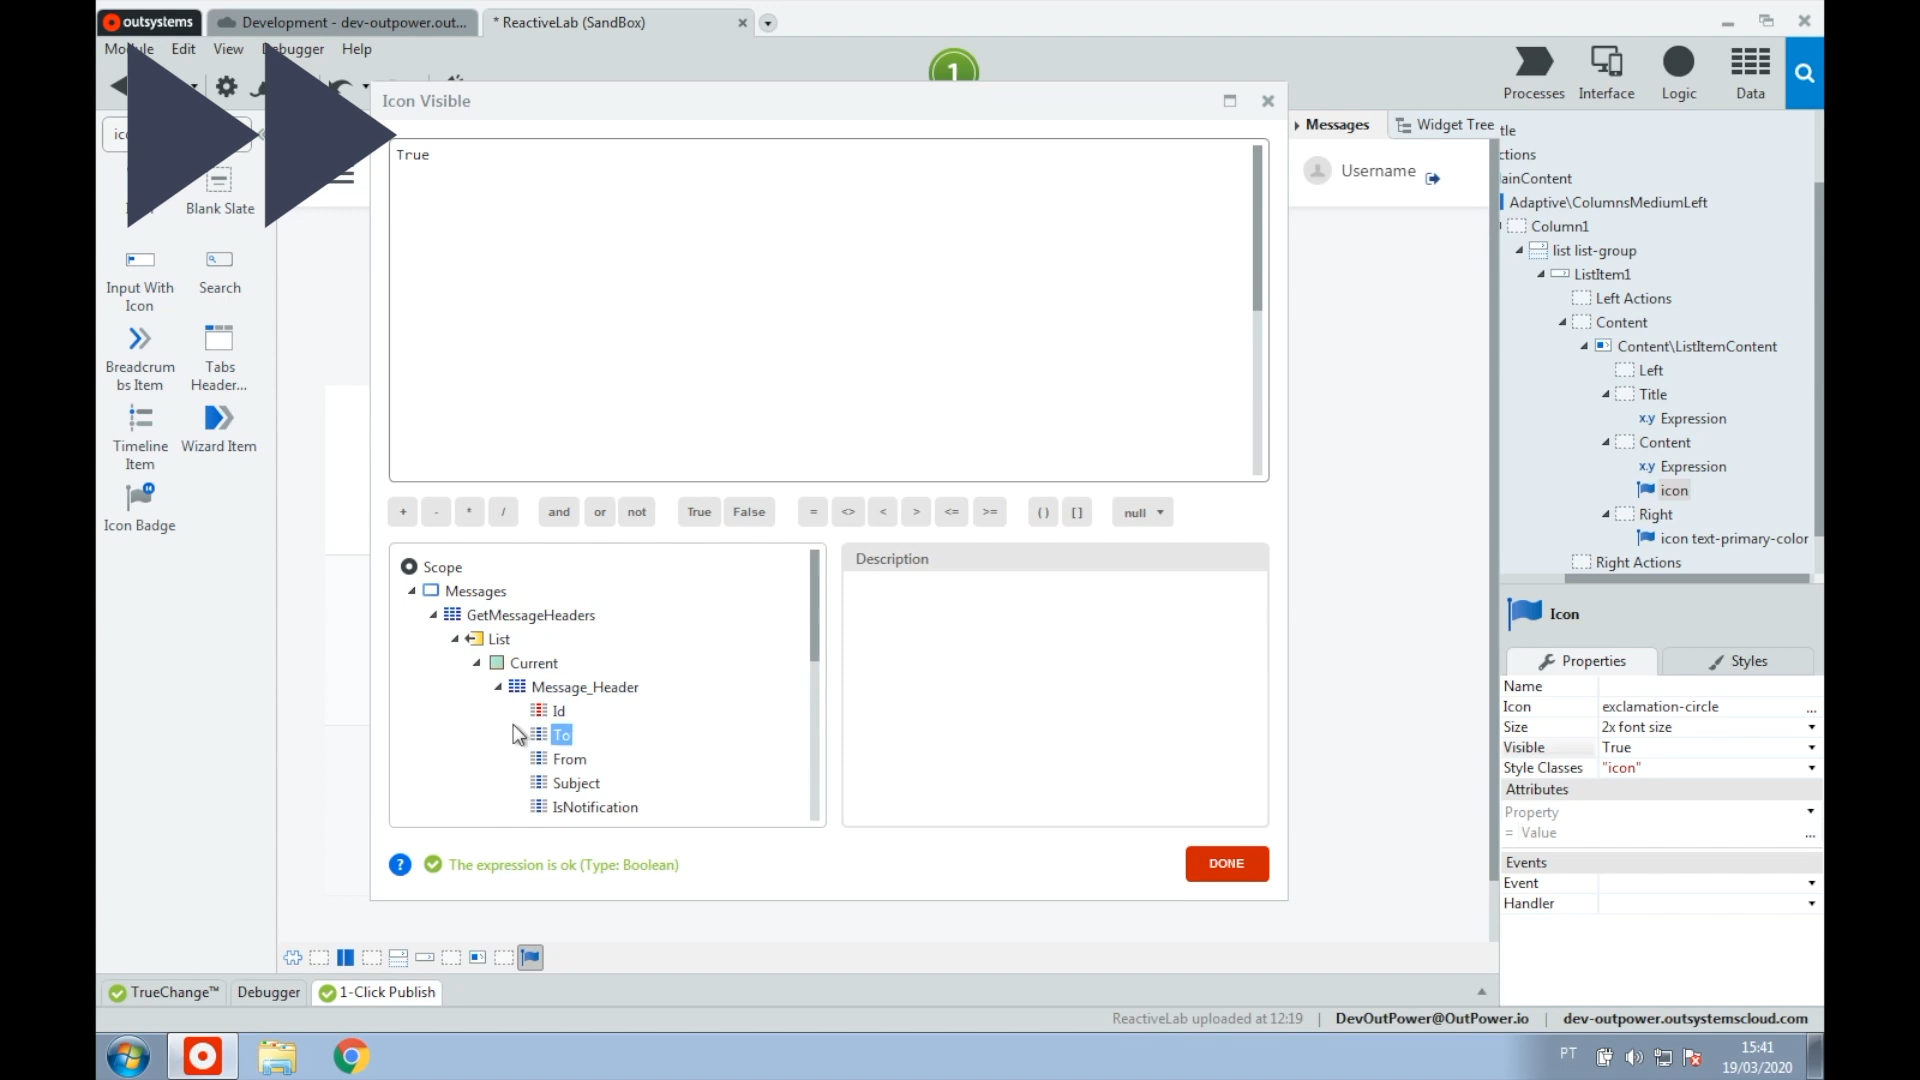 outsystems
Development - dev-outpower.out...
* ReactiveLab (SandBox)
Edit View Debugger Help
1
Processes Interface Logic Data
Icon Visible
Messages
Widget Tree
True
Username
Blank Slate
Input With
Icon
Search
Breadcrum
bs Item
Tabs
Header...
Timeline
Item
Wizard Item
Icon Badge
+ - * / and or not True False = <> < > <= >= ( ) [ ] null
Scope
Messages
GetMessageHeaders
List
Current
Message_Header
Id
To
From
Subject
IsNotification
Description
? The expression is ok (Type: Boolean)
DONE
Adaptive\ColumnsMediumLeft
Column1
list list-group
ListItem1
Left Actions
Content
Content\ListItemContent
Left
Title
x.y Expression
Content
x.y Expression
icon
Right
icon text-primary-color
Right Actions
Icon
Properties Styles
Name
Icon exclamation-circle ...
Size 2x font size
Visible True
Style Classes "icon"
Attributes
Property
= Value ...
Events
Event
Handler
TrueChange™ Debugger 1-Click Publish
ReactiveLab uploaded at 12:19 | DevOutPower@OutPower.io | dev-outpower.outsystemscloud.com
PT
15:41
19/03/2020